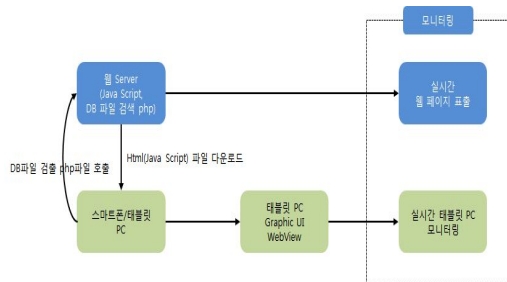 모니터링
웹 Server
(Java Script,
DB 파일 검색 php)
실시간
웹 페이지 표출
Html(Java Script) 파일 다운로드
DB파일 검출 php파일 호출
스마트폰/태블릿
PC
태블릿 PC
Graphic UI
WebView
실시간 태블릿 PC
모니터링